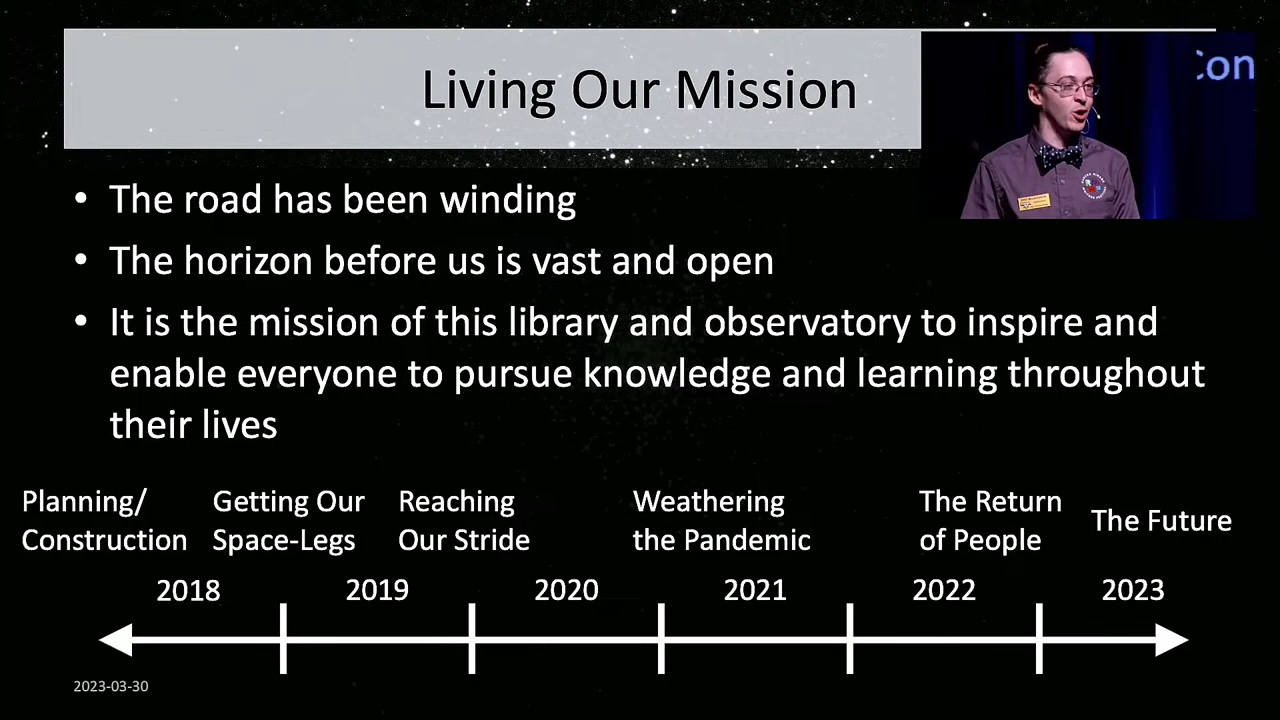 Living Our Mission
Con
• The road has been winding
• The horizon before us is vast and open
• It is the mission of this library and observatory to inspire and
enable everyone to pursue knowledge and learning throughout
their lives
Planning/
Construction
Getting Our
Space-Legs
Reaching
Our Stride
Weathering
the Pandemic
The Return
of People
The Future
2018
2019
2020
2021
2022
2023
2023-03-30